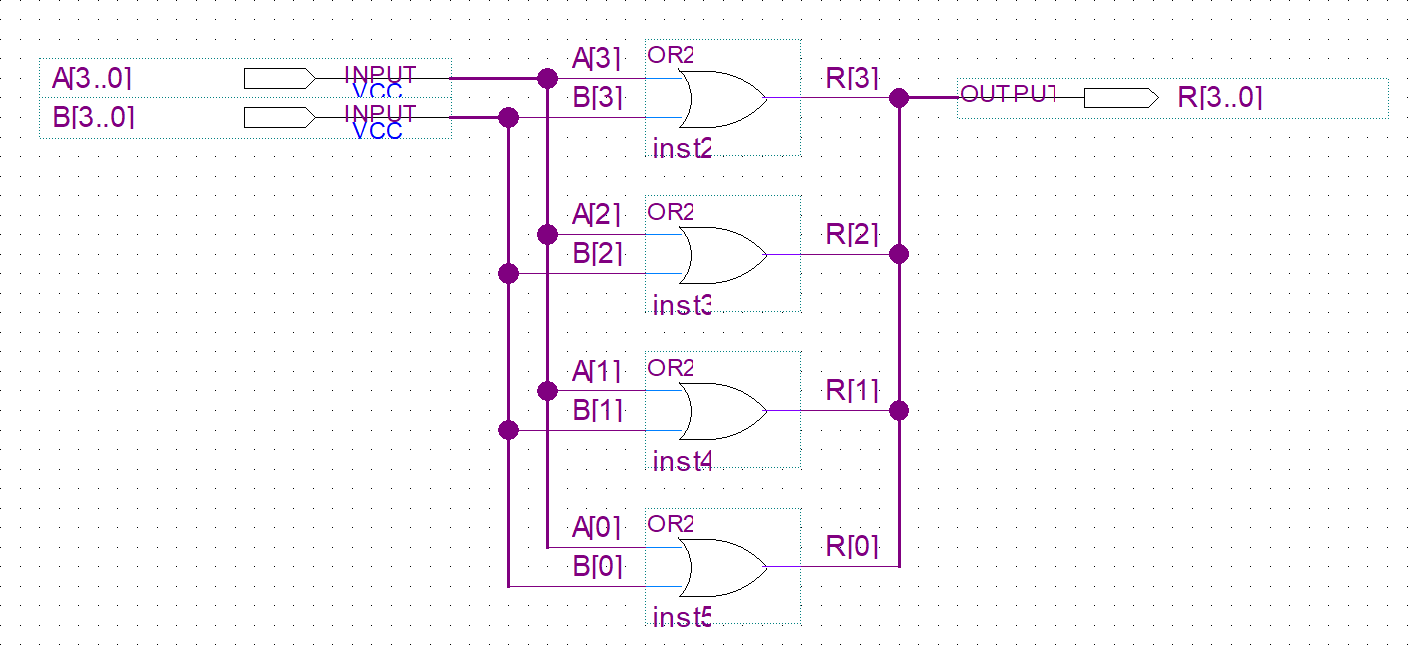 A[3..0] INPUT VCC
B[3..0] INPUT VCC
A[3] OR2
B[3] R[3]
inst2
OUTPUT R[3..0]
A[2] OR2
B[2] R[2]
inst3
A[1] OR2
B[1] R[1]
inst4
A[0] OR2
B[0] R[0]
inst5